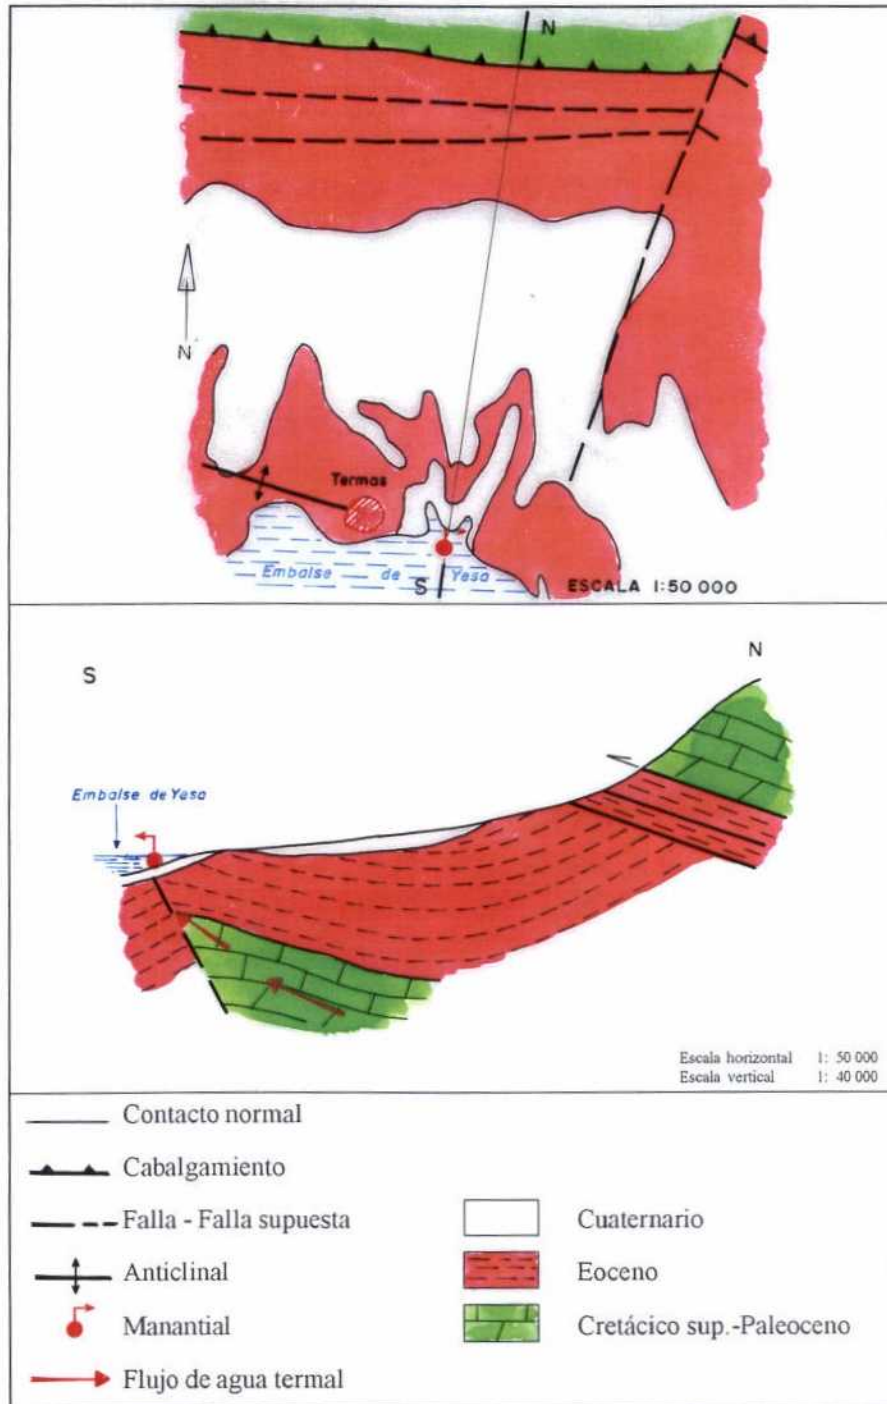 N
N
Termas
Embalse de Yesa
S
ESCALA 1:50 000
S
N
Embalse de Yesa
Escala horizontal 1: 50 000
Escala vertical 1: 40 000
Contacto normal
Cabalgamiento
Falla - Falla supuesta
Cuaternario
Anticlinal
Eoceno
Manantial
Cretácico sup.-Paleoceno
Flujo de agua termal